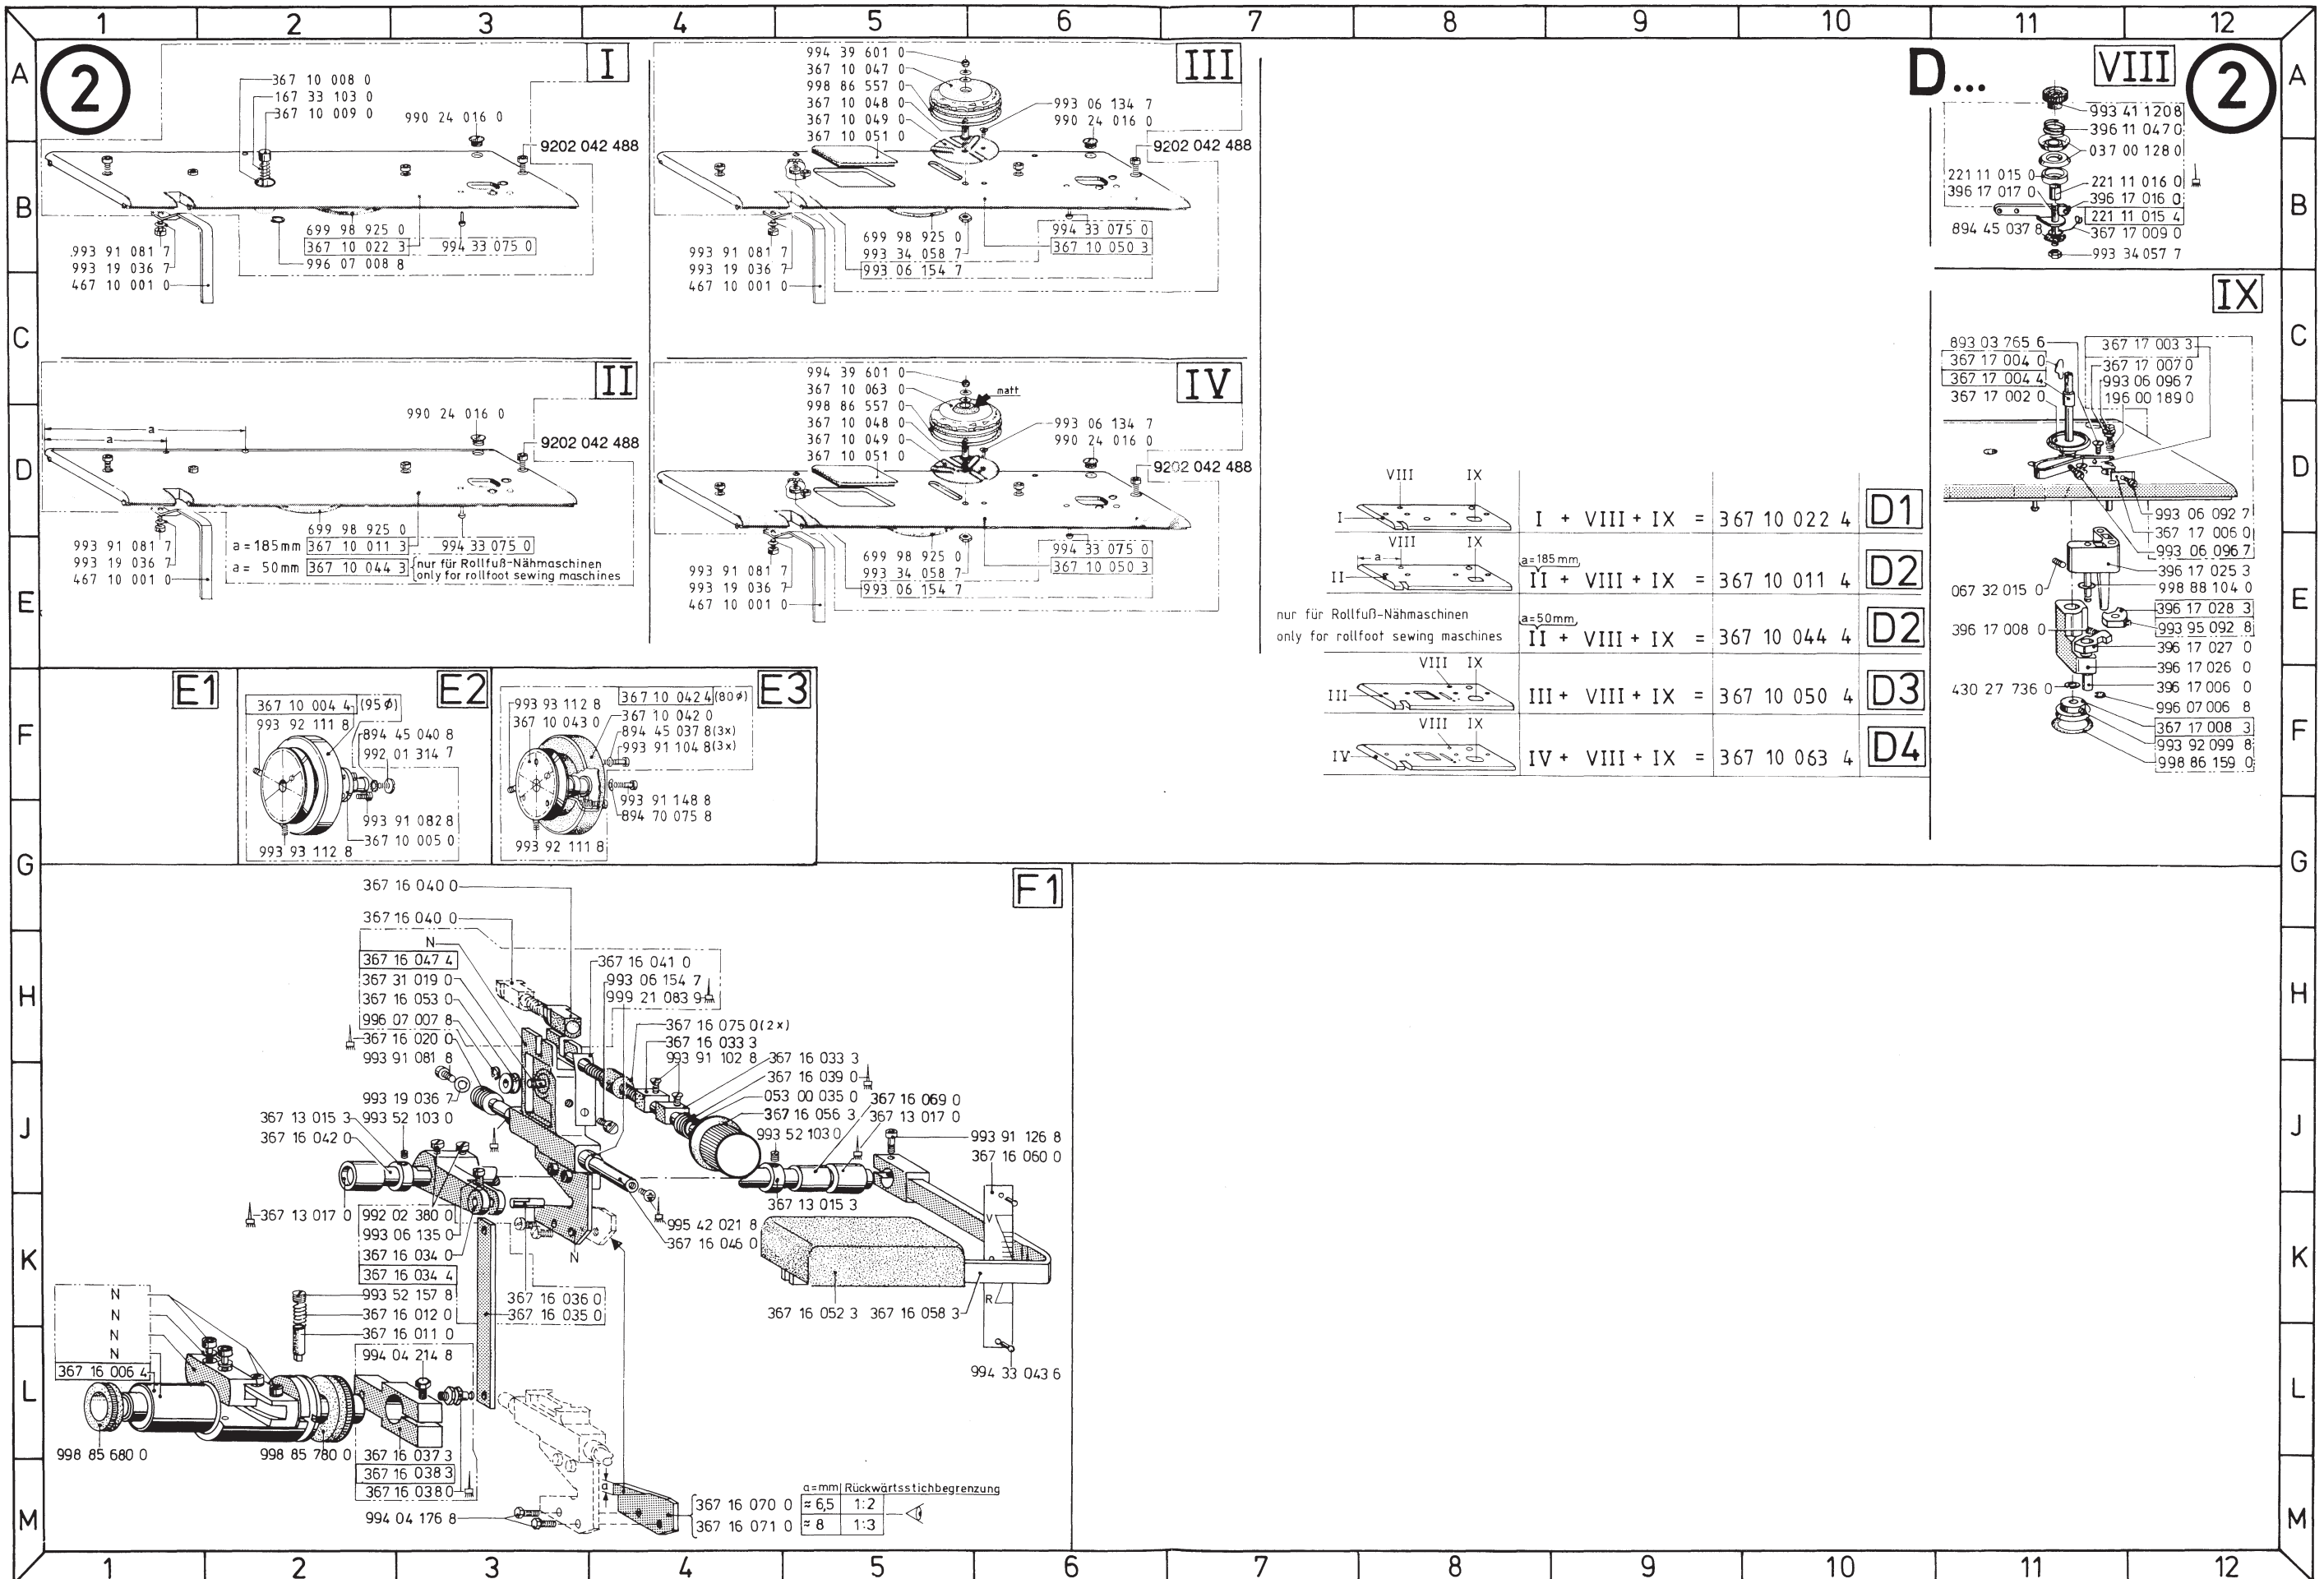 1 2 3 4 5 6 7 8 9 10 11 12
A
B
C
D
E
F
G
H
J
K
L
M
2
I
367 10 008 0
167 33 103 0
367 10 009 0
990 24 016 0
9202 042 488
993 91 081 7
993 19 036 7
467 10 001 0
699 98 925 0
367 10 022 3
996 07 008 8
994 33 075 0
II
990 24 016 0
9202 042 488
a
a
993 91 081 7
993 19 036 7
467 10 001 0
699 98 925 0
a = 185mm 367 10 011 3
a = 50mm 367 10 044 3
994 33 075 0
nur für Rollfuß-Nähmaschinen
only for rollfoot sewing maschines
III
994 39 601 0
367 10 047 0
998 86 557 0
367 10 048 0
367 10 049 0
367 10 051 0
993 06 134 7
990 24 016 0
9202 042 488
993 91 081 7
993 19 036 7
467 10 001 0
699 98 925 0
993 34 058 7
993 06 154 7
994 33 075 0
367 10 050 3
IV
994 39 601 0
367 10 063 0
998 86 557 0
367 10 048 0
367 10 049 0
367 10 051 0
matt
993 06 134 7
990 24 016 0
9202 042 488
993 91 081 7
993 19 036 7
467 10 001 0
699 98 925 0
993 34 058 7
993 06 154 7
994 33 075 0
367 10 050 3
D... VIII 2
993 41 120 8
396 11 047 0
037 00 128 0
221 11 015 0
396 17 017 0
221 11 016 0
396 17 016 0
221 11 015 4
894 45 037 8
367 17 009 0
993 34 057 7
IX
893 03 765 6
367 17 004 0
367 17 004 4
367 17 002 0
367 17 003 3
367 17 007 0
993 06 096 7
196 00 189 0
993 06 092 7
367 17 006 0
993 06 096 7
396 17 025 3
067 32 015 0
998 88 104 0
396 17 028 3
993 95 092 8
396 17 008 0
396 17 027 0
396 17 026 0
396 17 006 0
430 27 736 0
996 07 006 8
367 17 008 3
993 92 099 8
998 86 159 0
VIII IX
I
I + VIII + IX = 367 10 022 4 D1
VIII IX
a
II
a=185mm
II + VIII + IX = 367 10 011 4 D2
nur für Rollfuß-Nähmaschinen
only for rollfoot sewing maschines
a=50mm
II + VIII + IX = 367 10 044 4 D2
VIII IX
III
III + VIII + IX = 367 10 050 4 D3
VIII IX
IV
IV + VIII + IX = 367 10 063 4 D4
E1
E2
367 10 004 4 (95 ⌀)
993 92 111 8
894 45 040 8
992 01 314 7
993 91 082 8
367 10 005 0
993 93 112 8
E3
367 10 042 4 (80 ⌀)
993 93 112 8
367 10 043 0
367 10 042 0
894 45 037 8 (3x)
993 91 104 8 (3x)
993 91 148 8
894 70 075 8
993 92 111 8
F1
367 16 040 0
367 16 040 0
N
367 16 047 4
367 31 019 0
367 16 053 0
996 07 007 8
367 16 020 0
993 91 081 8
993 19 036 7
367 16 041 0
993 06 154 7
999 21 083 9
367 16 075 0 (2x)
367 16 033 3
993 91 102 8
367 16 033 3
367 16 039 0
053 00 035 0
367 16 056 3
993 52 103 0
367 16 069 0
367 13 017 0
993 91 126 8
367 16 060 0
367 13 015 3
993 52 103 0
367 16 042 0
367 13 015 3
367 13 017 0
992 02 380 0
993 06 135 0
367 16 034 0
367 16 034 4
995 42 021 8
367 16 046 0
N
V
R
993 52 157 8
367 16 012 0
367 16 011 0
367 16 036 0
367 16 035 0
367 16 052 3
367 16 058 3
994 33 043 6
N
N
N
N
367 16 006 4
994 04 214 8
998 85 680 0
998 85 780 0
367 16 037 3
367 16 038 3
367 16 038 0
994 04 176 8
a
a=mm Rückwärtsstichbegrenzung
367 16 070 0 ≈ 6,5 1:2
367 16 071 0 ≈ 8 1:3
A
B
C
D
E
F
G
H
J
K
L
M
1 2 3 4 5 6 7 8 9 10 11 12